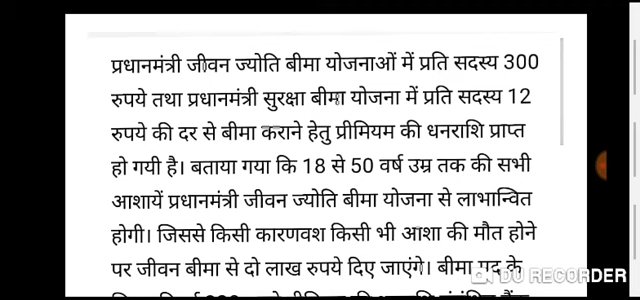 प्रधानमंत्री जीवन ज्योति बीमा योजनाओं में प्रति सदस्य 300
रुपये तथा प्रधानमंत्री सुरक्षा बीमा योजना में प्रति सदस्य 12
रुपये की दर से बीमा कराने हेतु प्रीमियम की धनराशि प्राप्त
हो गयी है। बताया गया कि 18 से 50 वर्ष उम्र तक की सभी
आशायें प्रधानमंत्री जीवन ज्योति बीमा योजना से लाभान्वित
होगी। जिससे किसी कारणवश किसी भी आशा की मौत होने
पर जीवन बीमा से दो लाख रुपये दिए जाएंगे। बीमा मद के
DU RECORDER